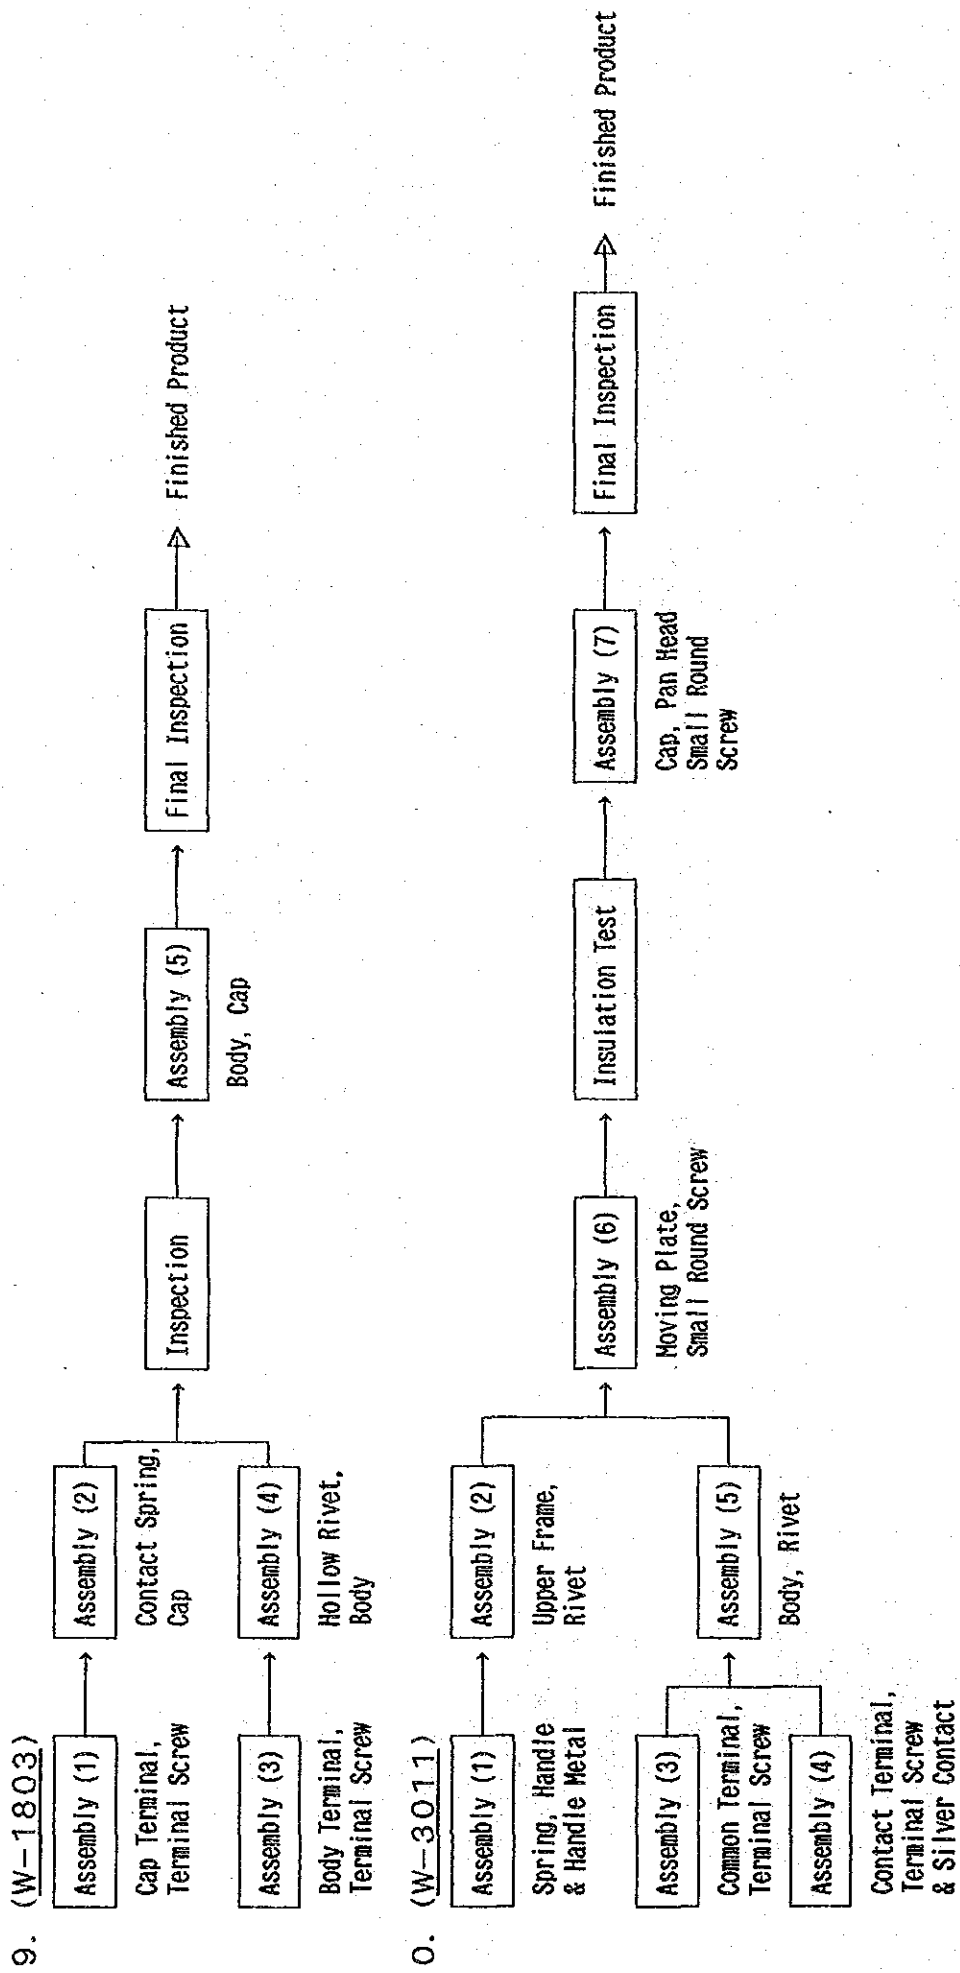 9. (W-1803)
Assembly (1)
Cap Terminal,
Terminal Screw
Assembly (2)
Contact Spring,
Cap
Assembly (3)
Body Terminal,
Terminal Screw
Assembly (4)
Hollow Rivet,
Body
Inspection
Assembly (5)
Body, Cap
Final Inspection
Finished Product
0. (W-3011)
Assembly (1)
Spring, Handle
& Handle Metal
Assembly (2)
Upper Frame,
Rivet
Assembly (3)
Common Terminal,
Terminal Screw
Assembly (4)
Contact Terminal,
Terminal Screw
& Silver Contact
Assembly (5)
Body, Rivet
Assembly (6)
Moving Plate,
Small Round Screw
Insulation Test
Assembly (7)
Cap, Pan Head
Small Round
Screw
Final Inspection
Finished Product